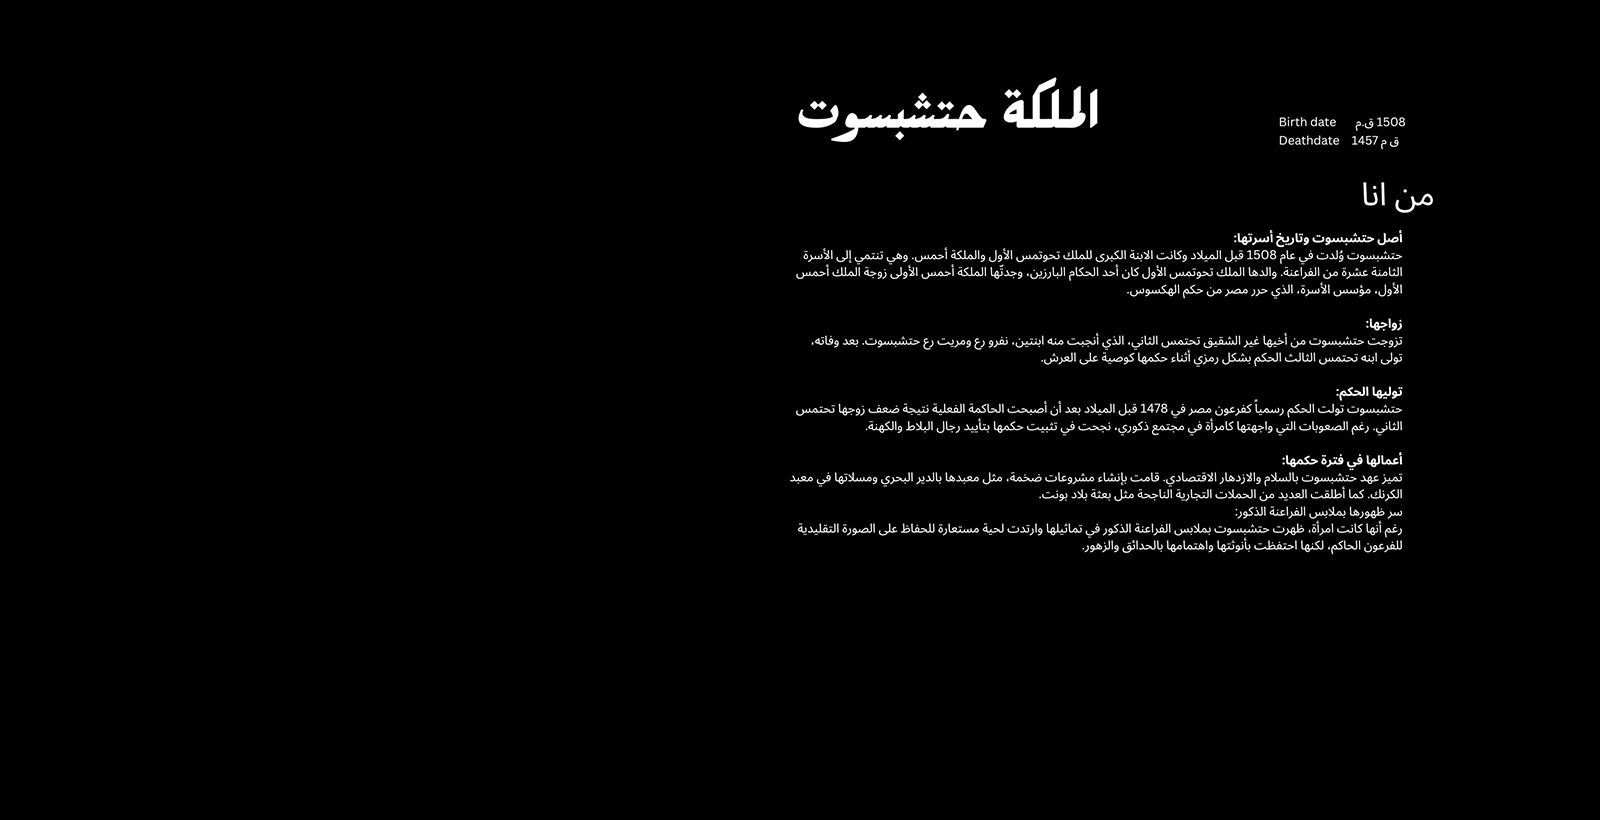 الملكة حتشبسوت
Birth date 1508 ق.م
Deathdate 1457 ق م
من انا
أصل حتشبسوت وتاريخ أسرتها:
حتشبسوت وُلدت في عام 1508 قبل الميلاد وكانت الابنة الكبرى للملك تحوتمس الأول والملكة أحمس. وهي تنتمي إلى الأسرة
الثامنة عشرة من الفراعنة. والدها الملك تحوتمس الأول كان أحد الحكام البارزين، وجدتّها الملكة أحمس الأولى زوجة الملك أحمس
الأول، مؤسس الأسرة، الذي حرر مصر من حكم الهكسوس.
زواجها:
تزوجت حتشبسوت من أخيها غير الشقيق تحتمس الثاني، الذي أنجبت منه ابنتين، نفرو رع ومريت رع حتشبسوت. بعد وفاته،
تولى ابنه تحتمس الثالث الحكم بشكل رمزي أثناء حكمها كوصية على العرش.
توليها الحكم:
حتشبسوت تولت الحكم رسمياً كفرعون مصر في 1478 قبل الميلاد بعد أن أصبحت الحاكمة الفعلية نتيجة ضعف زوجها تحتمس
الثاني. رغم الصعوبات التي واجهتها كامرأة في مجتمع ذكوري، نجحت في تثبيت حكمها بتأييد رجال البلاط والكهنة.
أعمالها في فترة حكمها:
تميز عهد حتشبسوت بالسلام والازدهار الاقتصادي. قامت بإنشاء مشروعات ضخمة، مثل معبدها بالدير البحري ومسلاتها في معبد
الكرنك. كما أطلقت العديد من الحملات التجارية الناجحة مثل بعثة بلاد بونت.
سر ظهورها بملابس الفراعنة الذكور:
رغم أنها كانت امرأة، ظهرت حتشبسوت بملابس الفراعنة الذكور في تماثيلها وارتدت لحية مستعارة للحفاظ على الصورة التقليدية
للفرعون الحاكم، لكنها احتفظت بأنوثتها واهتمامها بالحدائق والزهور.